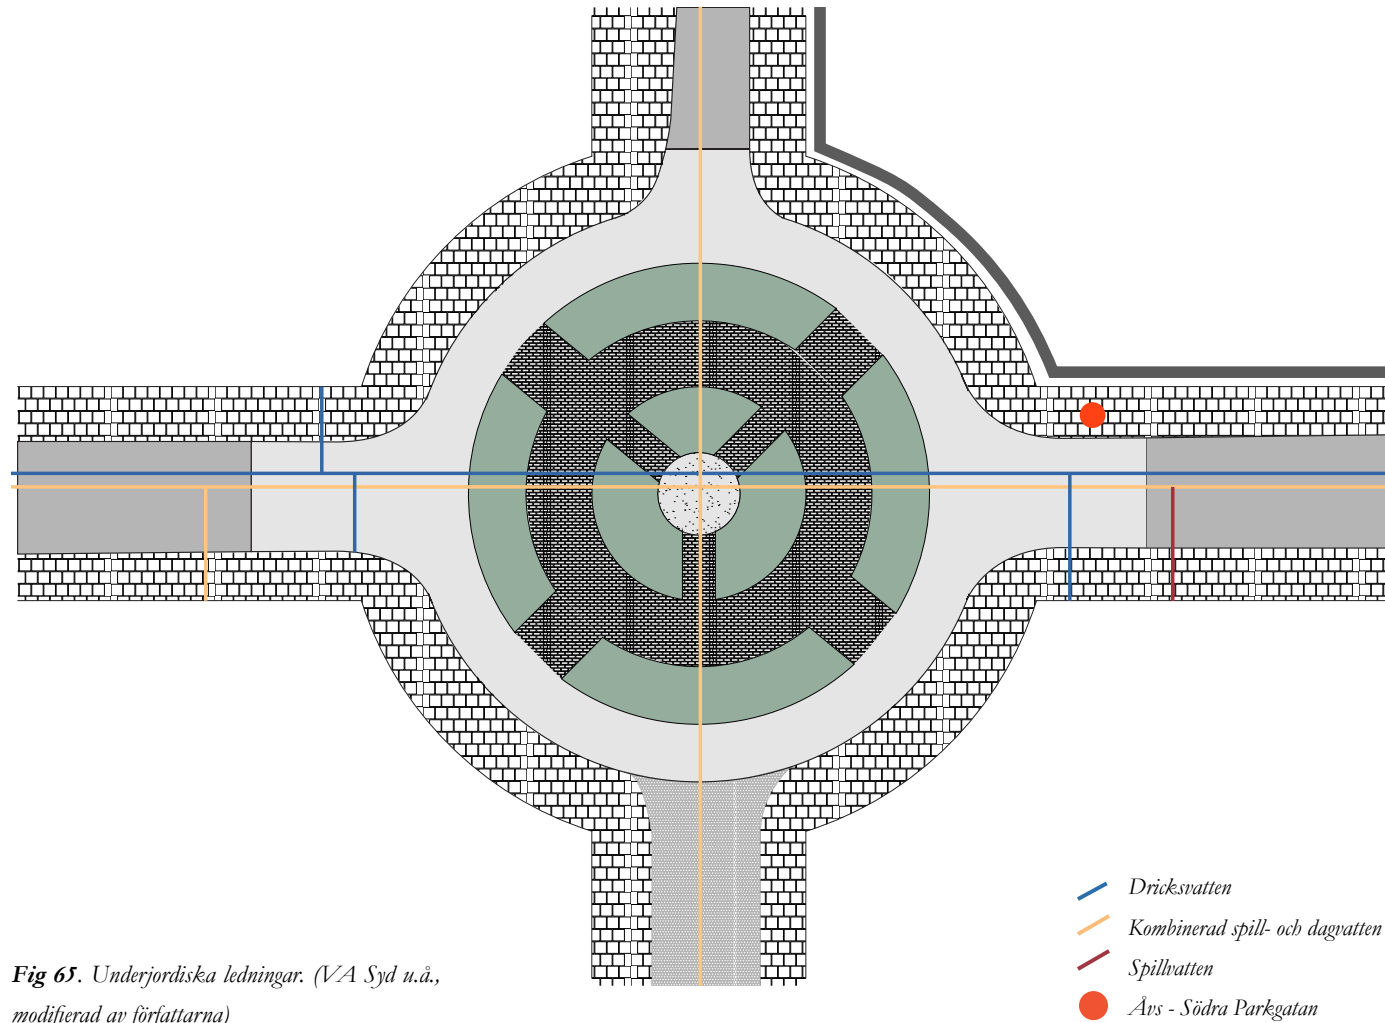 Dricksvatten
Kombinerad spill- och dagvatten
Spillvatten
Åvs - Södra Parkgatan
Fig 65. Underjordiska ledningar. (VA Syd u.å.,
modifierad av författarna)